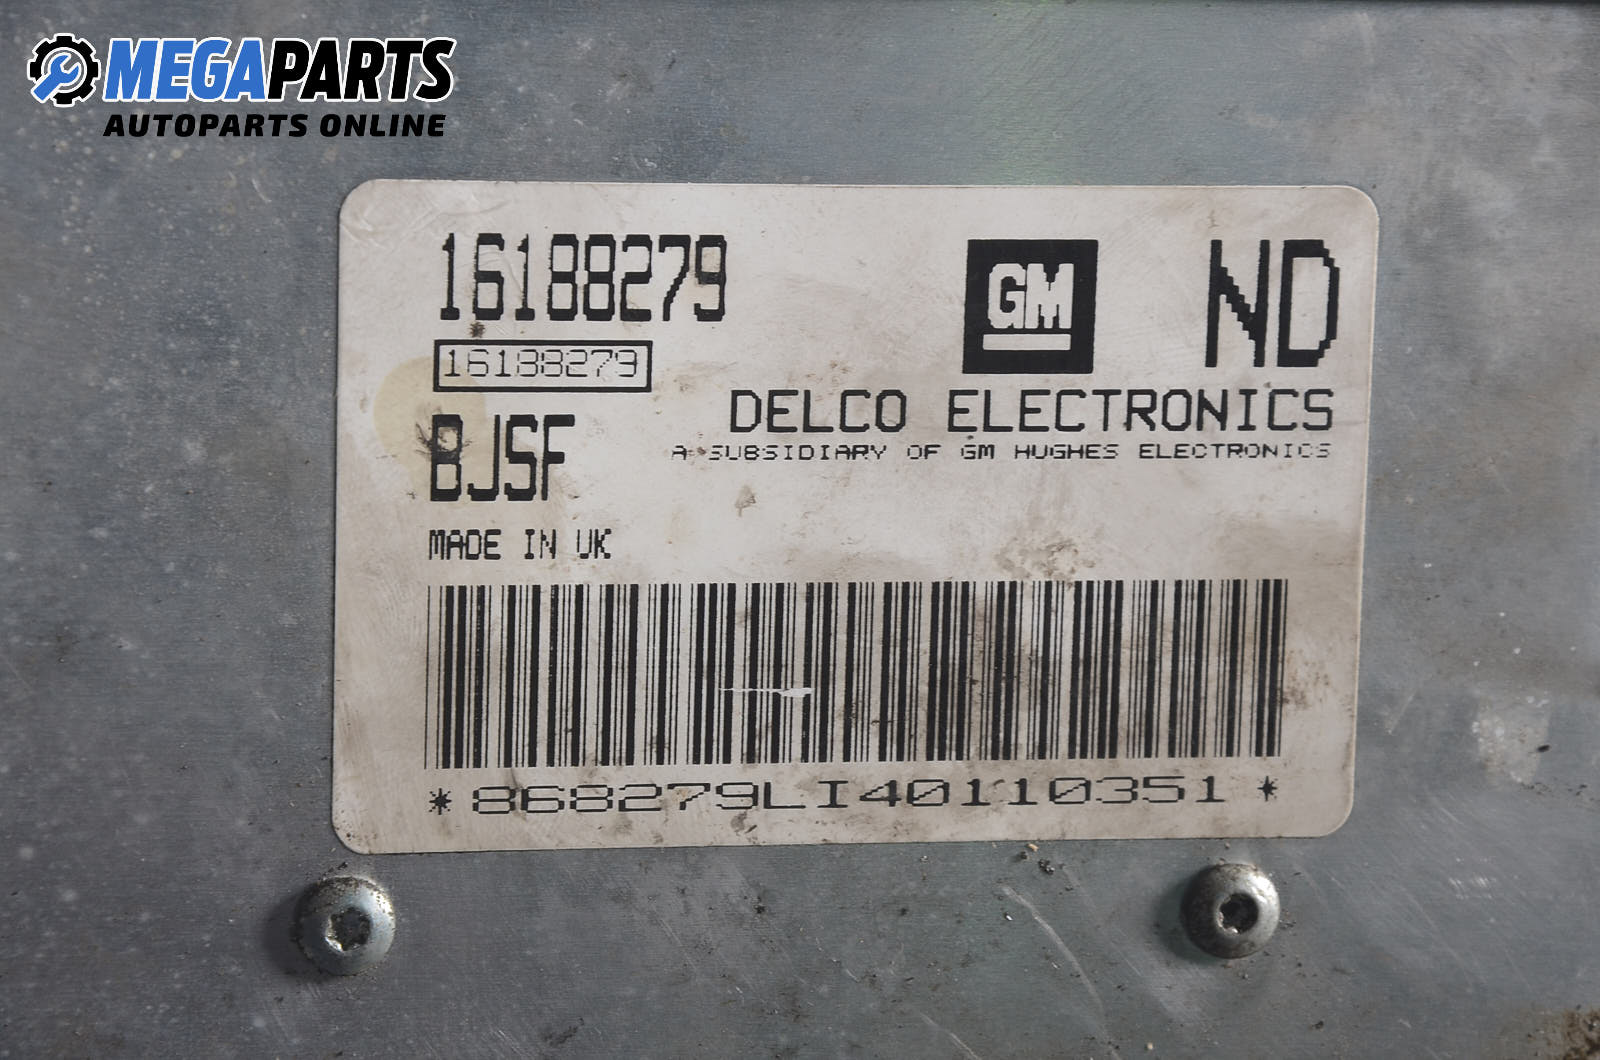 MEGAPARTS
AUTOPARTS ONLINE
16188279
GM
ND
16188279
DELCO ELECTRONICS
BJSF
A SUBSIDIARY OF GM HUGHES ELECTRONICS
MADE IN UK
*868279LI40110351*